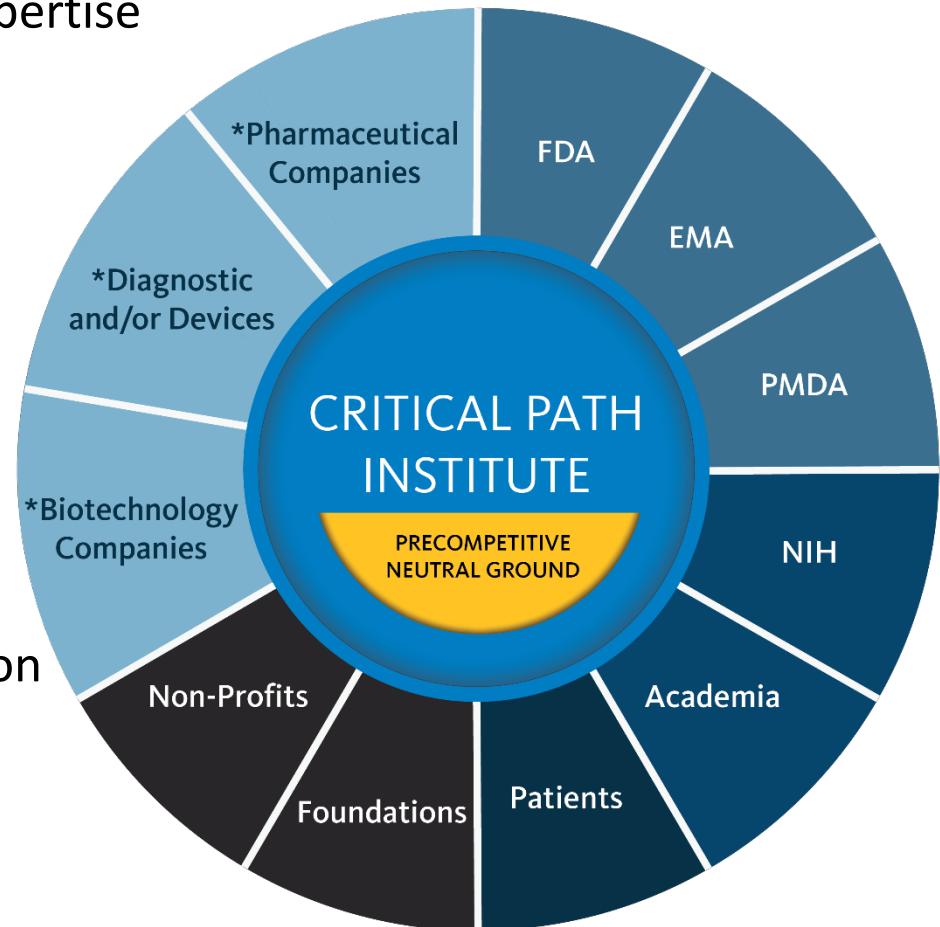 pertise
*Pharmaceutical
Companies
FDA
EMA
*Diagnostic
and/or Devices
PMDA
CRITICAL PATH
INSTITUTE
*Biotechnology
Companies
PRECOMPETITIVE
NEUTRAL GROUND
NIH
on
Non-Profits
Academia
Foundations
Patients